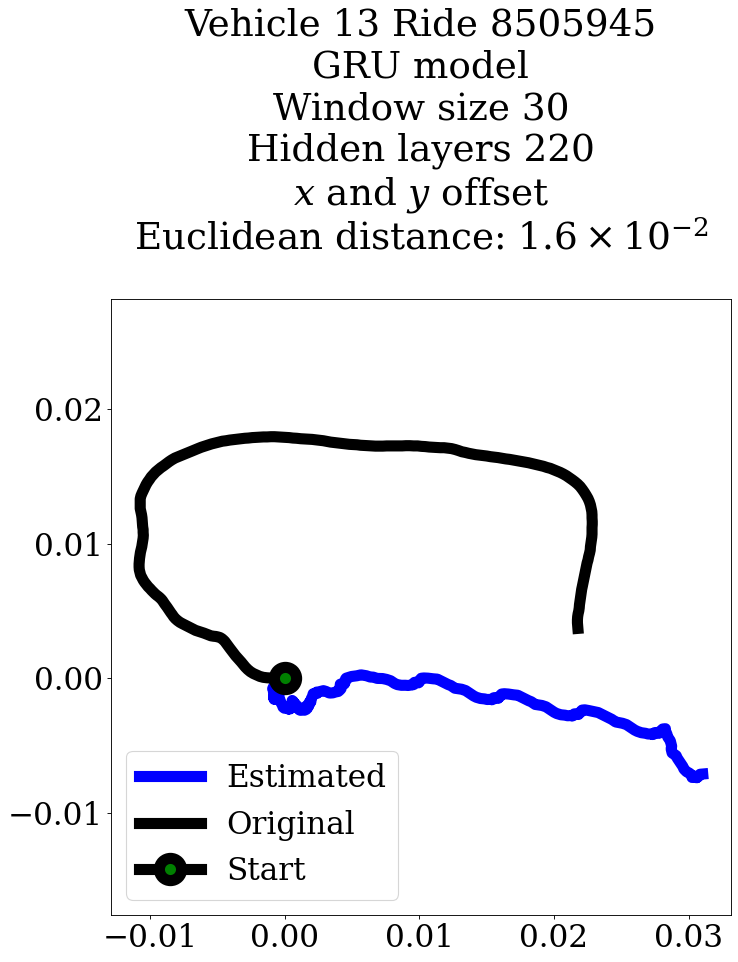 Vehicle 13 Ride 8505945
GRU model
Window size 30
Hidden layers 220
x and y offset
Euclidean distance: 1.6 × 10⁻²
0.02
0.01
0.00
−0.01
Estimated
Original
Start
−0.01 0.00 0.01 0.02 0.03